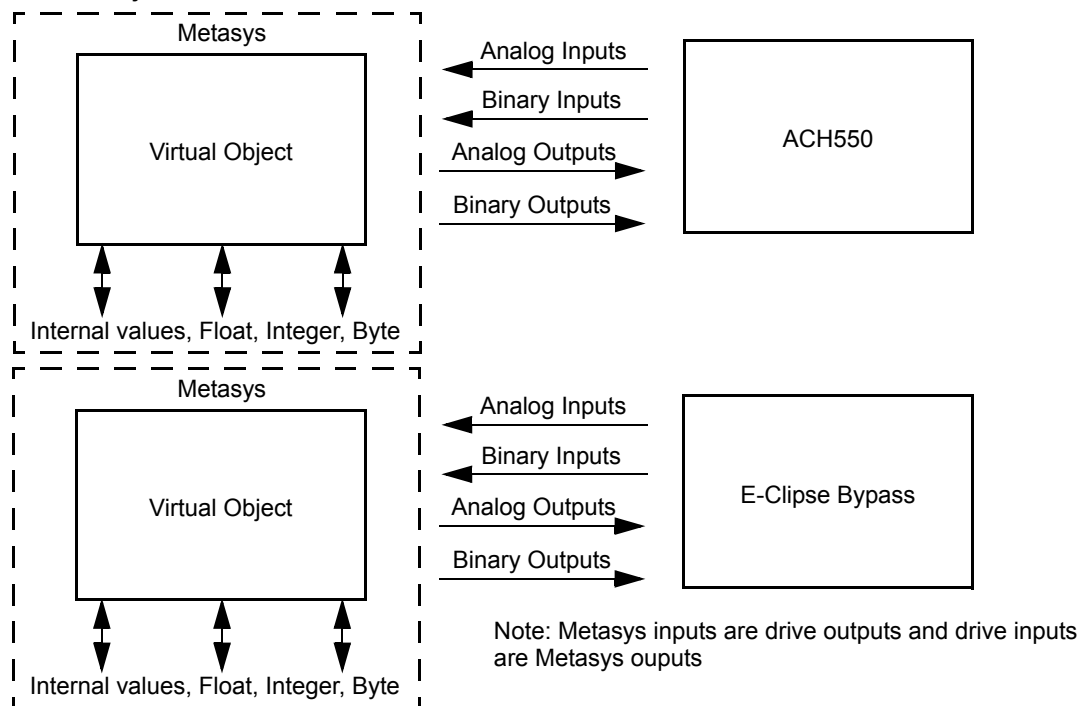 Metasys
Analog Inputs
Binary Inputs
Virtual Object
ACH550
Analog Outputs
Binary Outputs
Internal values, Float, Integer, Byte
Metasys
Analog Inputs
Binary Inputs
Virtual Object
E-Clipse Bypass
Analog Outputs
Binary Outputs
Note: Metasys inputs are drive outputs and drive inputs
are Metasys ouputs
Internal values, Float, Integer, Byte